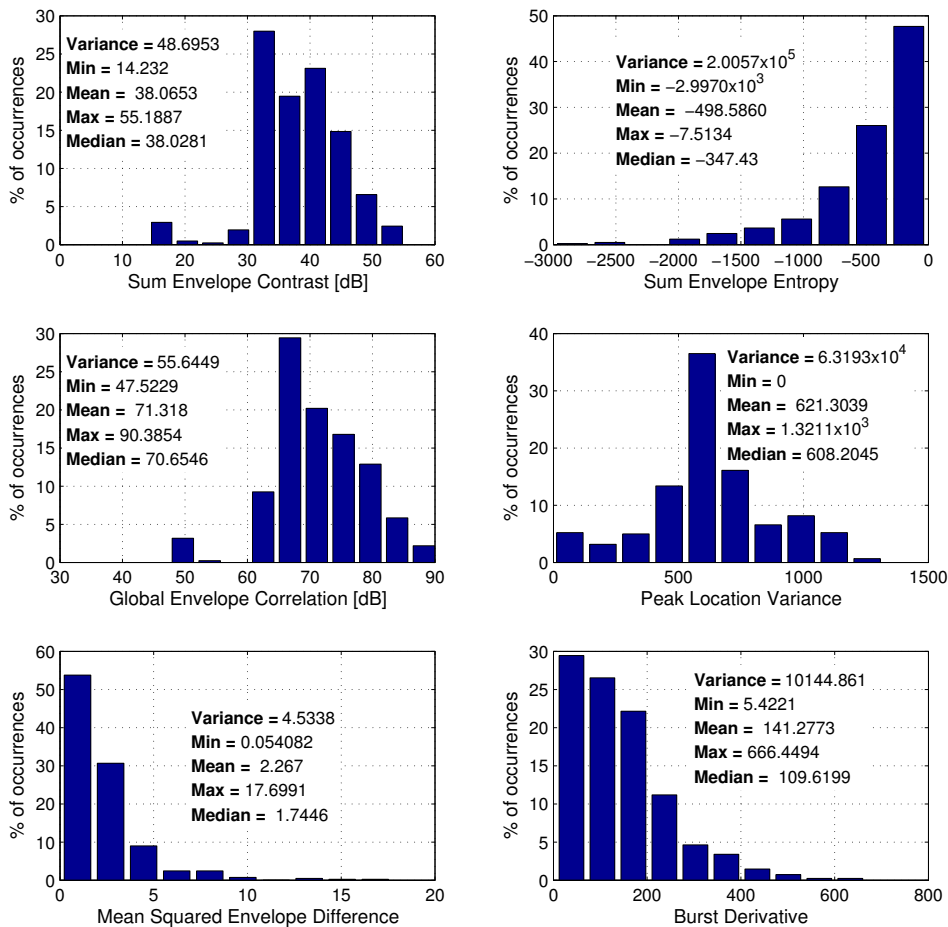 30
25
20
15
10
5
0
% of occurrences
Variance = 48.6953
Min = 14.232
Mean = 38.0653
Max = 55.1887
Median = 38.0281
0 10 20 30 40 50 60
Sum Envelope Contrast [dB]
50
40
30
20
10
0
% of occurrences
Variance = 2.0057x10^5
Min = −2.9970x10^3
Mean = −498.5860
Max = −7.5134
Median = −347.43
−3000 −2500 −2000 −1500 −1000 −500 0
Sum Envelope Entropy
30
25
20
15
10
5
0
% of occurrences
Variance = 55.6449
Min = 47.5229
Mean = 71.318
Max = 90.3854
Median = 70.6546
30 40 50 60 70 80 90
Global Envelope Correlation [dB]
40
30
20
10
0
% of occurrences
Variance = 6.3193x10^4
Min = 0
Mean = 621.3039
Max = 1.3211x10^3
Median = 608.2045
0 500 1000 1500
Peak Location Variance
60
50
40
30
20
10
0
% of occurrences
Variance = 4.5338
Min = 0.054082
Mean = 2.267
Max = 17.6991
Median = 1.7446
0 5 10 15 20
Mean Squared Envelope Difference
30
25
20
15
10
5
0
% of occurrences
Variance = 10144.861
Min = 5.4221
Mean = 141.2773
Max = 666.4494
Median = 109.6199
0 200 400 600 800
Burst Derivative